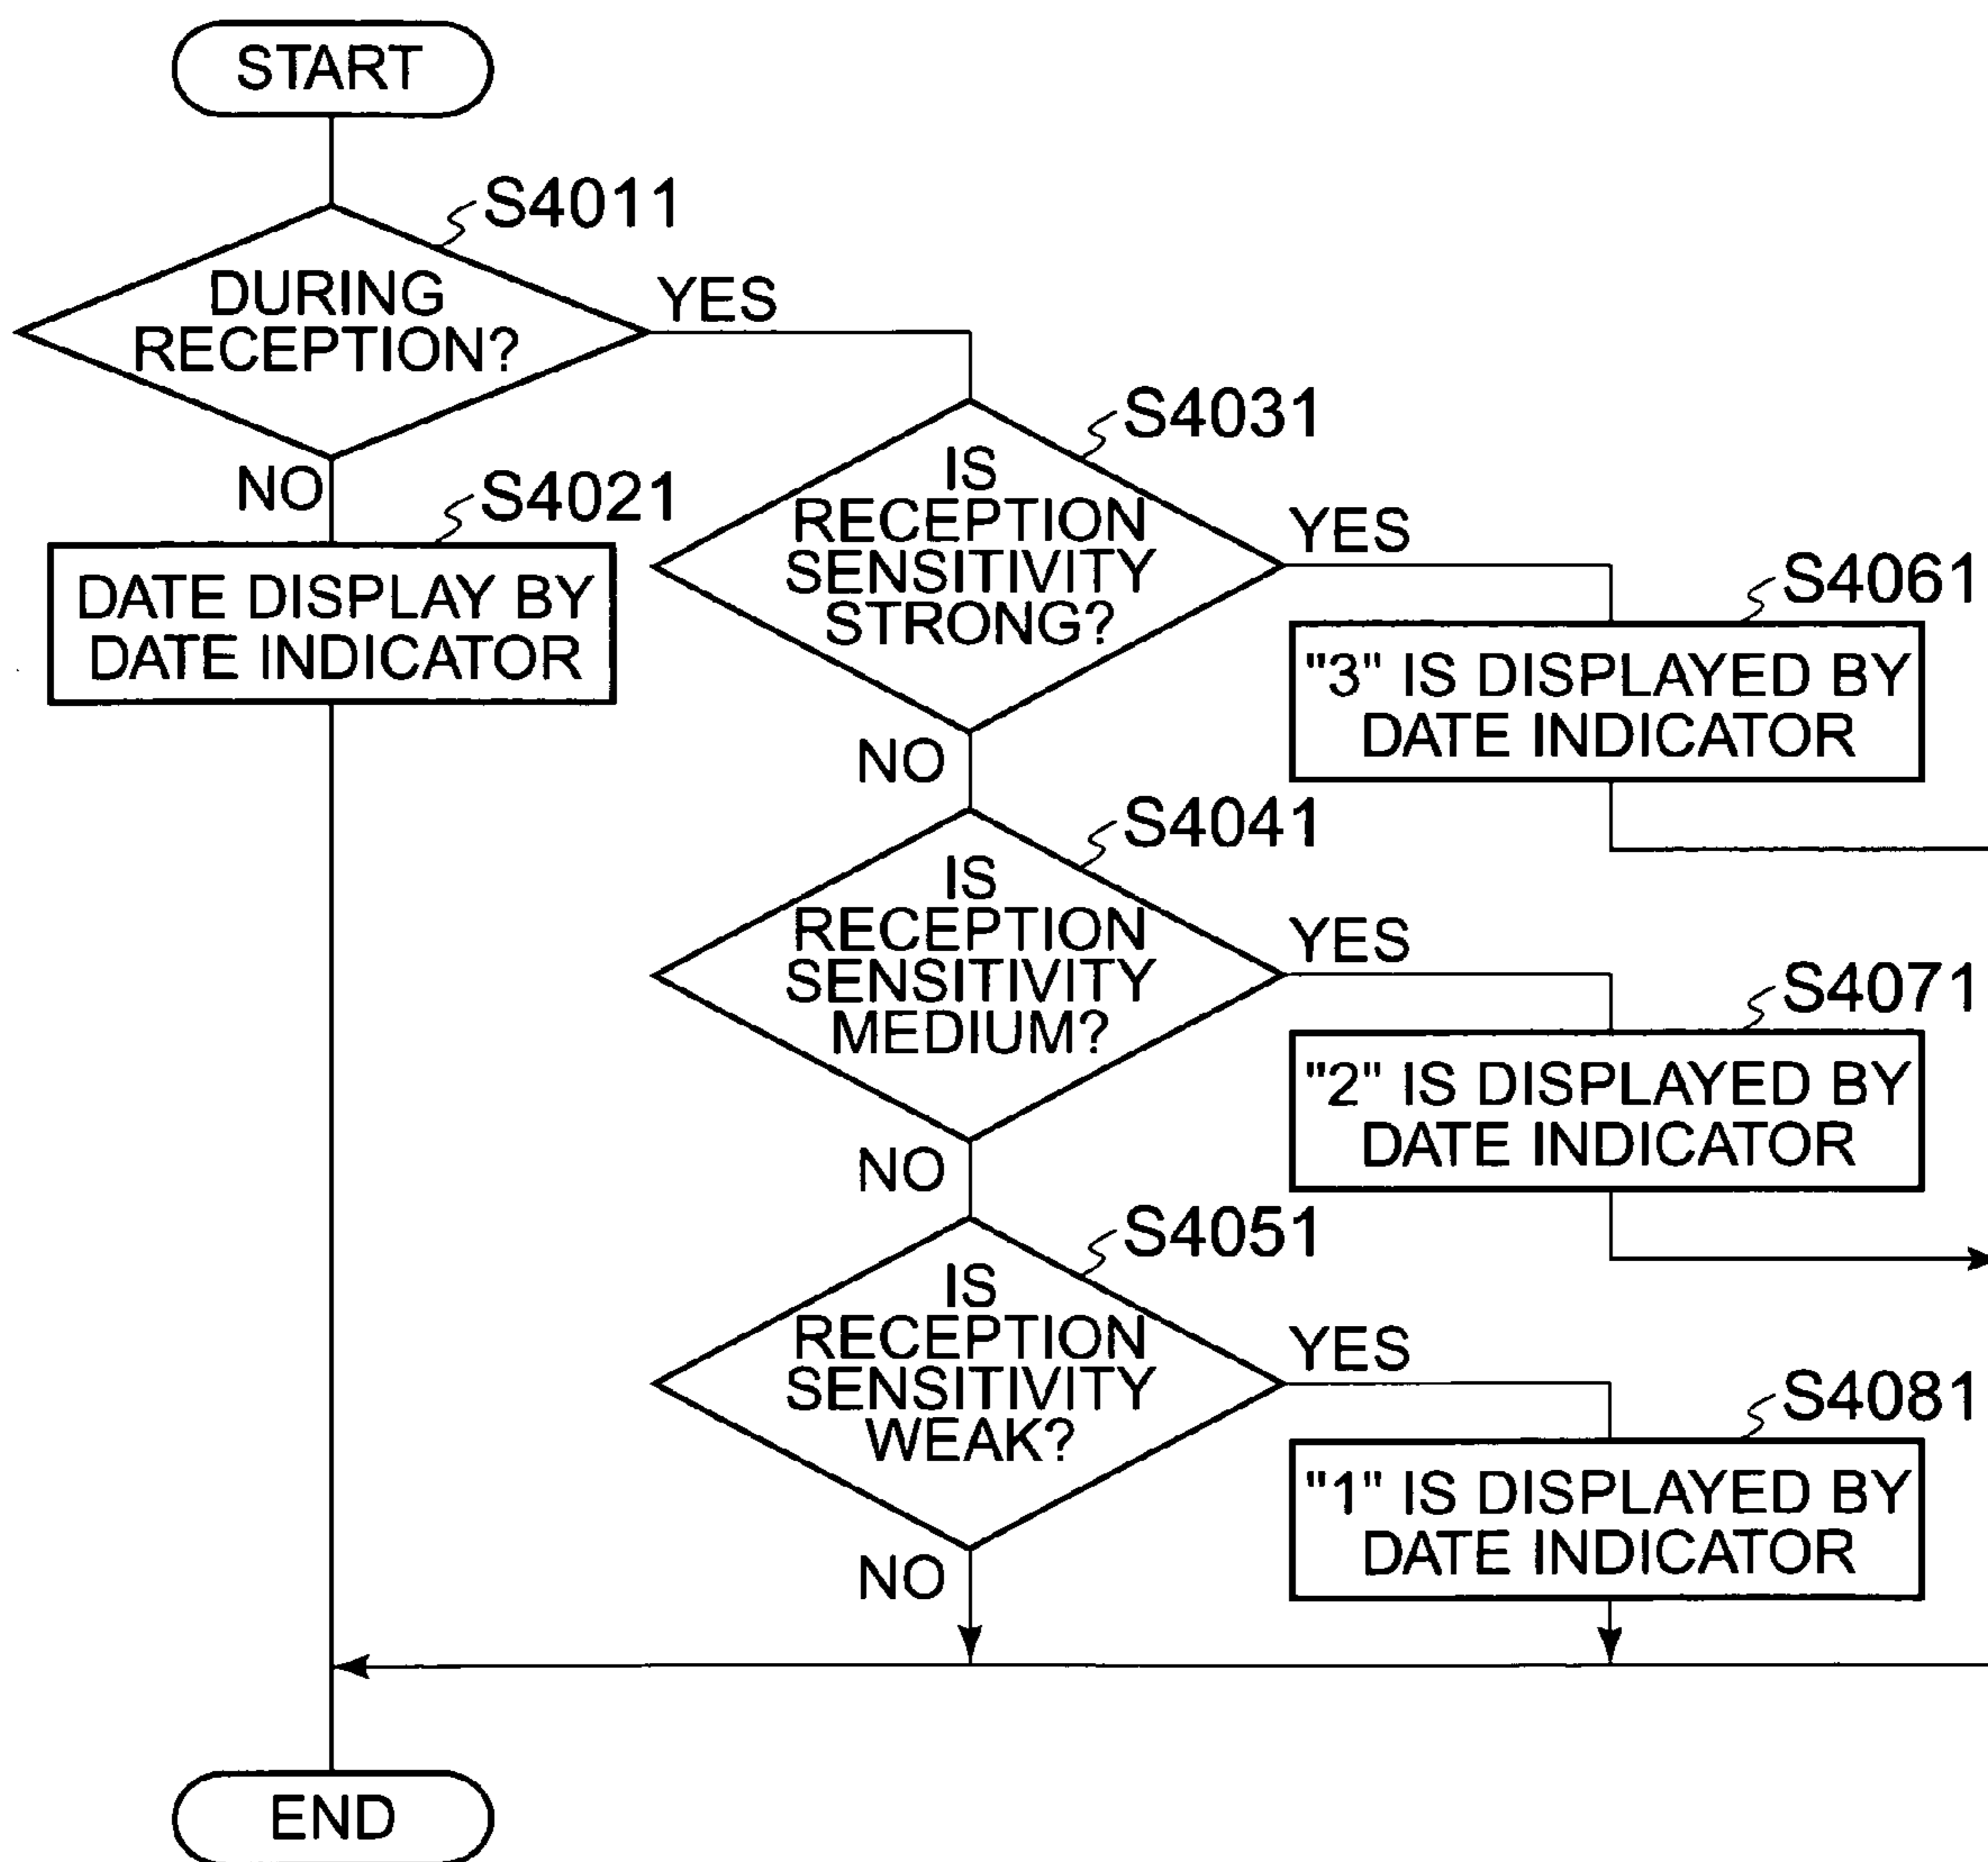 START
S4011
DURING
RECEPTION?
YES
NO
S4021
DATE DISPLAY BY
DATE INDICATOR
S4031
IS
RECEPTION
SENSITIVITY
STRONG?
YES
NO
S4061
"3" IS DISPLAYED BY
DATE INDICATOR
S4041
IS
RECEPTION
SENSITIVITY
MEDIUM?
YES
NO
S4071
"2" IS DISPLAYED BY
DATE INDICATOR
S4051
IS
RECEPTION
SENSITIVITY
WEAK?
YES
NO
S4081
"1" IS DISPLAYED BY
DATE INDICATOR
END